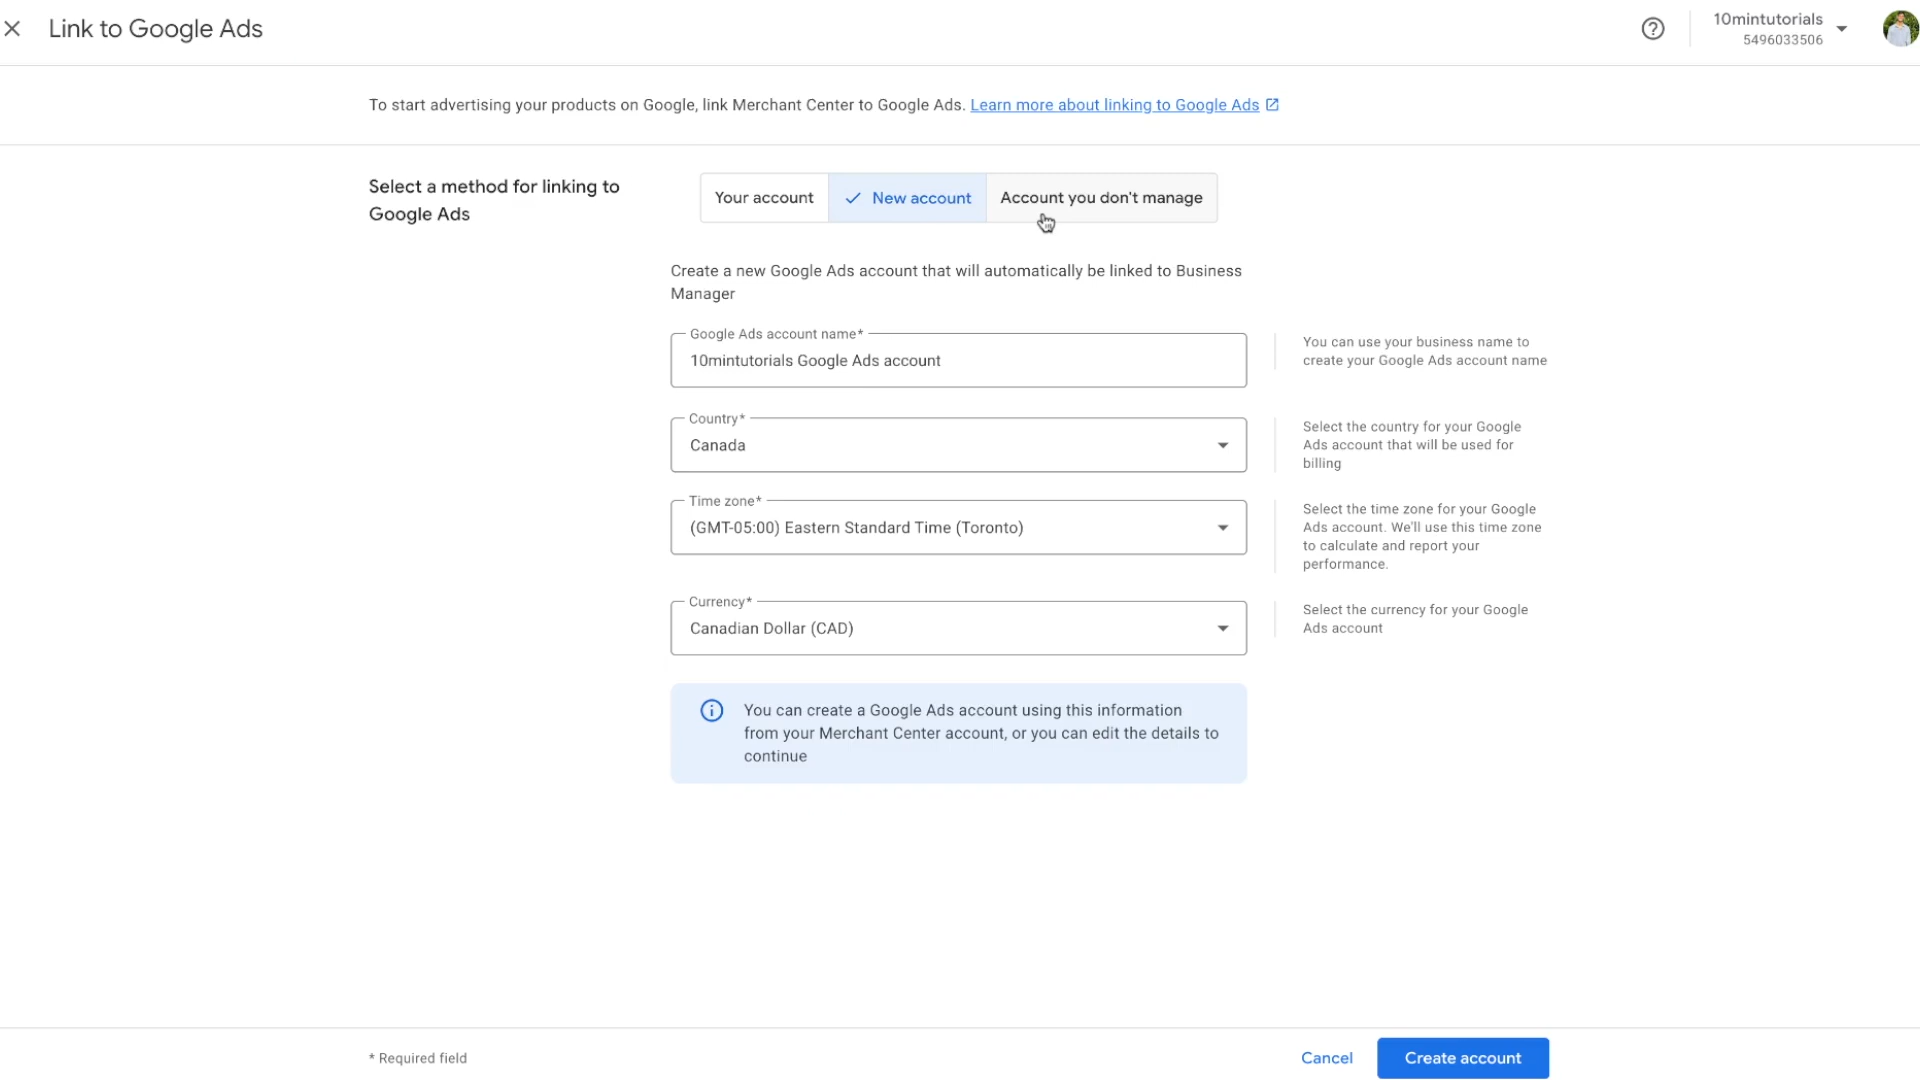 Link to Google Ads
10mintutorials
5496033506
To start advertising your products on Google, link Merchant Center to Google Ads. Learn more about linking to Google Ads
Select a method for linking to
Google Ads
Your account
New account
Account you don't manage
Create a new Google Ads account that will automatically be linked to Business
Manager
Google Ads account name*
10mintutorials Google Ads account
You can use your business name to
create your Google Ads account name
Country*
Canada
Select the country for your Google
Ads account that will be used for
billing
Time zone*
(GMT-05:00) Eastern Standard Time (Toronto)
Select the time zone for your Google
Ads account. We'll use this time zone
to calculate and report your
performance.
Currency*
Canadian Dollar (CAD)
Select the currency for your Google
Ads account
You can create a Google Ads account using this information
from your Merchant Center account, or you can edit the details to
continue
* Required field
Cancel
Create account